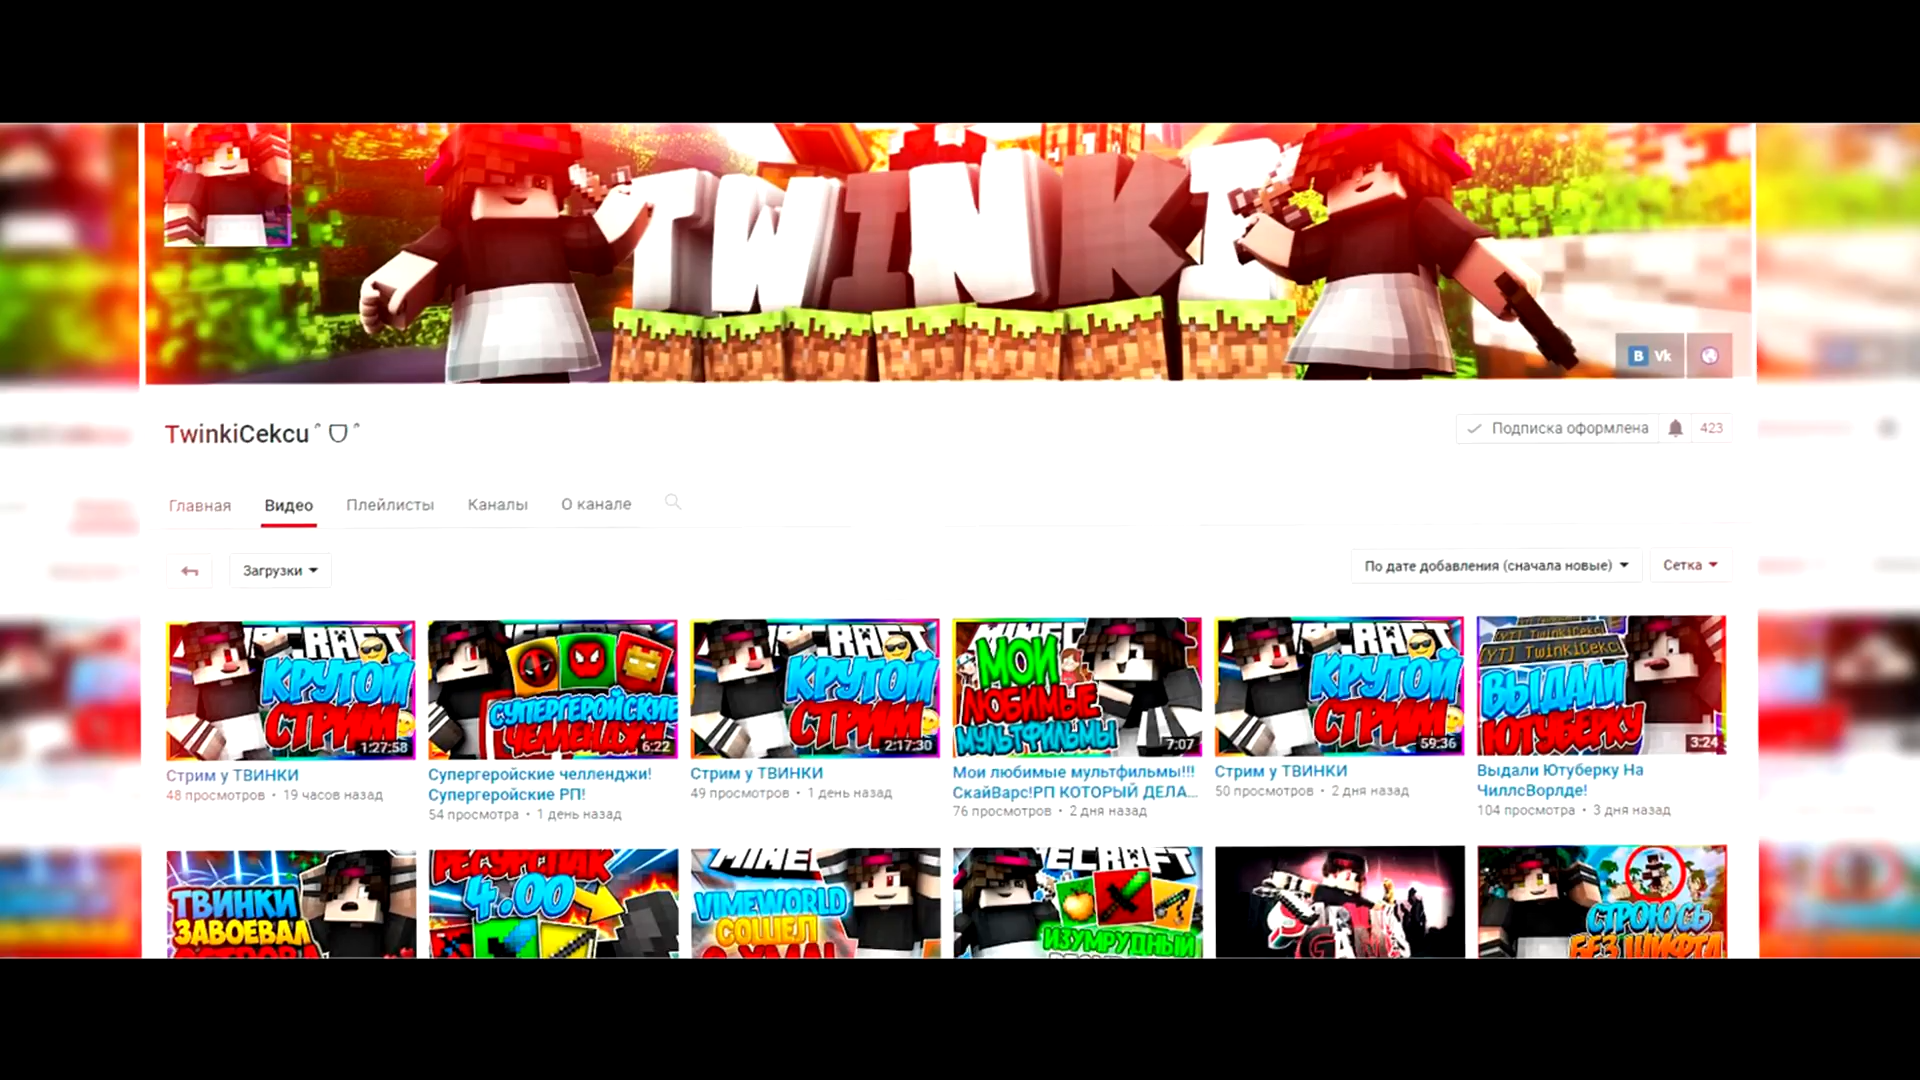 TWINKI
В Vk
TwinkiCekcu ˆ ᗜ ˆ
Подписка оформлена 423
Главная Видео Плейлисты Каналы О канале
Загрузки По дате добавления (сначала новые) Сетка
КРУТОЙ
СТРИМ
1:27:58
СУПЕРГЕРОЙСКИЕ
ЧЕЛЛЕНДЖИ
6:22
КРУТОЙ
СТРИМ
2:17:30
МОИ
ЛЮБИМЫЕ
МУЛЬТФИЛЬМЫ
7:07
КРУТОЙ
СТРИМ
59:36
[YT] TwinkiCekc
ВЫДАЛИ
ЮТУБЕРКУ
3:24
Стрим у ТВИНКИ
48 просмотров • 19 часов назад
Супергеройские челленджи!
Супергеройские РП!
54 просмотра • 1 день назад
Стрим у ТВИНКИ
49 просмотров • 1 день назад
Мои любимые мультфильмы!!!
СкайВарс!РП КОТОРЫЙ ДЕЛА...
76 просмотров • 2 дня назад
Стрим у ТВИНКИ
50 просмотров • 2 дня назад
Выдали Ютуберку На
ЧиллсВорлде!
104 просмотра • 3 дня назад
ТВИНКИ
ЗАВОЕВАЛ
РЕСУРСПАК
4.00
VIMEWORLD
СОШЕЛ
С УМА!
ИЗУМРУДНЫЙ
СТРОЮСЬ
БЕЗ ШИФТА